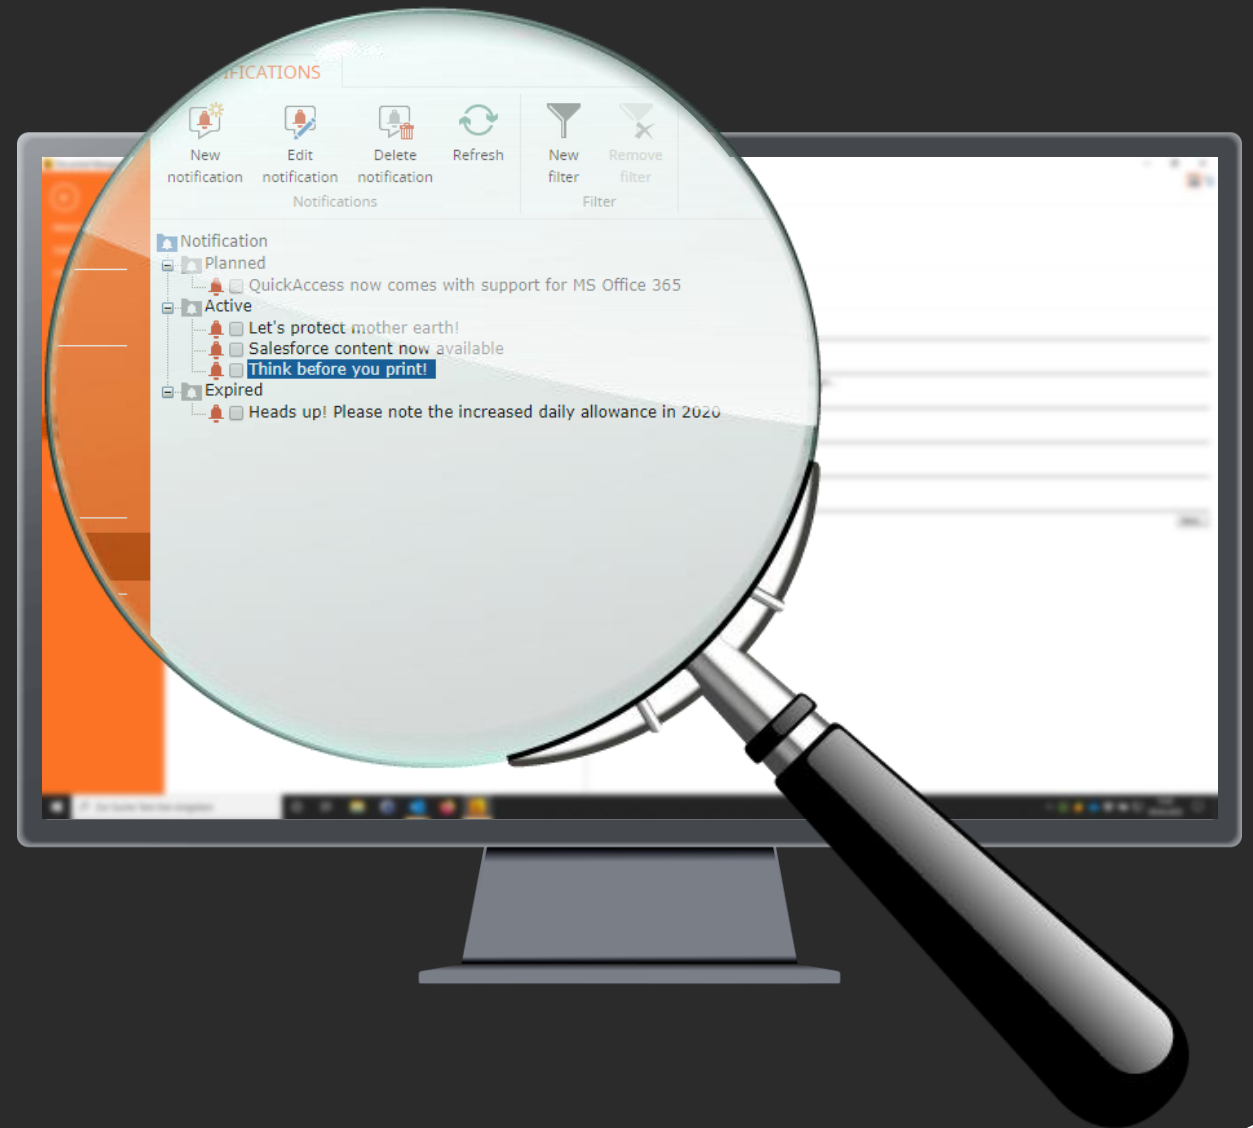 IFICATIONS
New notification
Edit notification
Delete notification
Refresh
New filter
Remove filter
Notifications
Filter
Notification
Planned
QuickAccess now comes with support for MS Office 365
Active
Let's protect mother earth!
Salesforce content now available
Think before you print!
Expired
Heads up! Please note the increased daily allowance in 2020